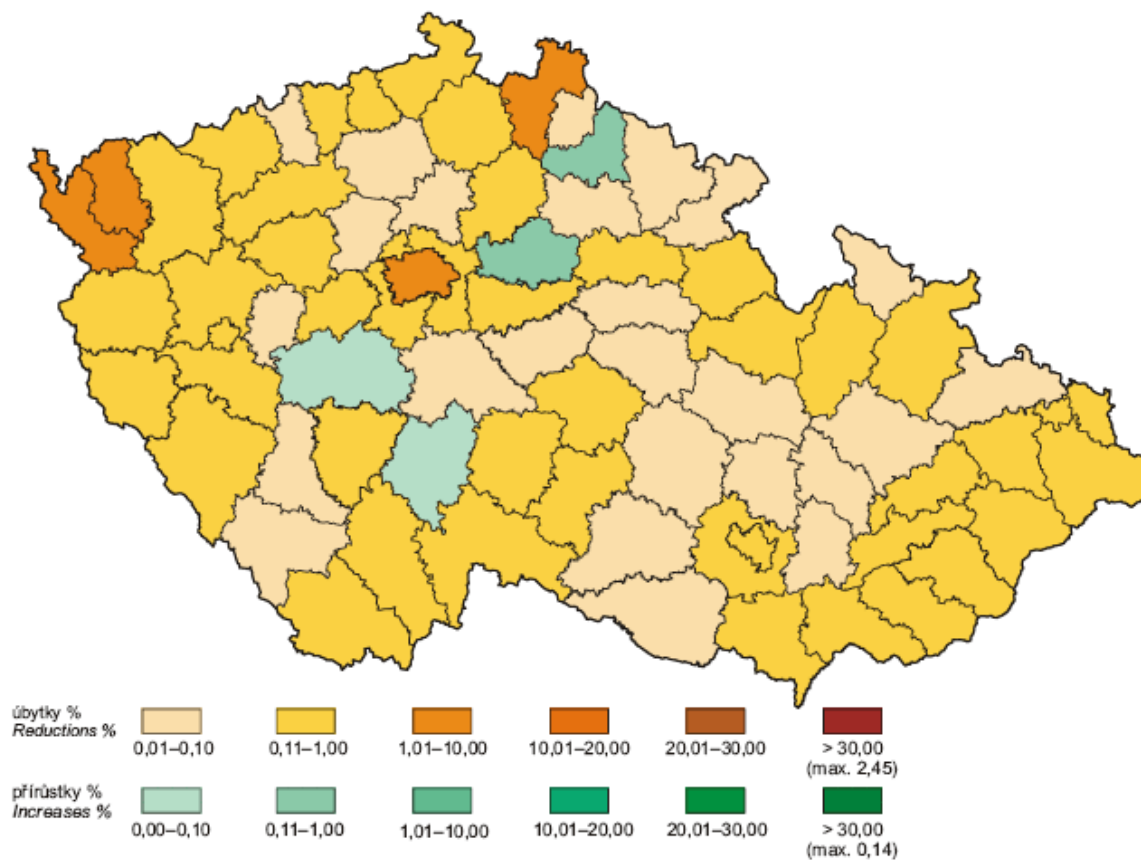 úbytky %
Reductions %
0,01–0,10
0,11–1,00
1,01–10,00
10,01–20,00
20,01–30,00
> 30,00
(max. 2,45)
přírůstky %
Increases %
0,00–0,10
0,11–1,00
1,01–10,00
10,01–20,00
20,01–30,00
> 30,00
(max. 0,14)